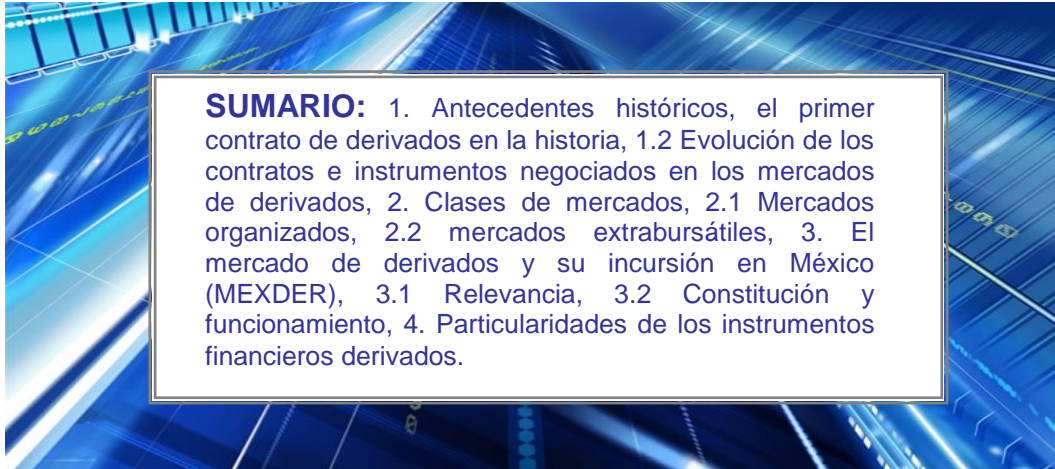 SUMARIO: 1. Antecedentes históricos, el primer
contrato de derivados en la historia, 1.2 Evolución de los
contratos e instrumentos negociados en los mercados
de derivados, 2. Clases de mercados, 2.1 Mercados
organizados, 2.2 mercados extrabursátiles, 3. El
mercado de derivados y su incursión en México
(MEXDER), 3.1 Relevancia, 3.2 Constitución y
funcionamiento, 4. Particularidades de los instrumentos
financieros derivados.